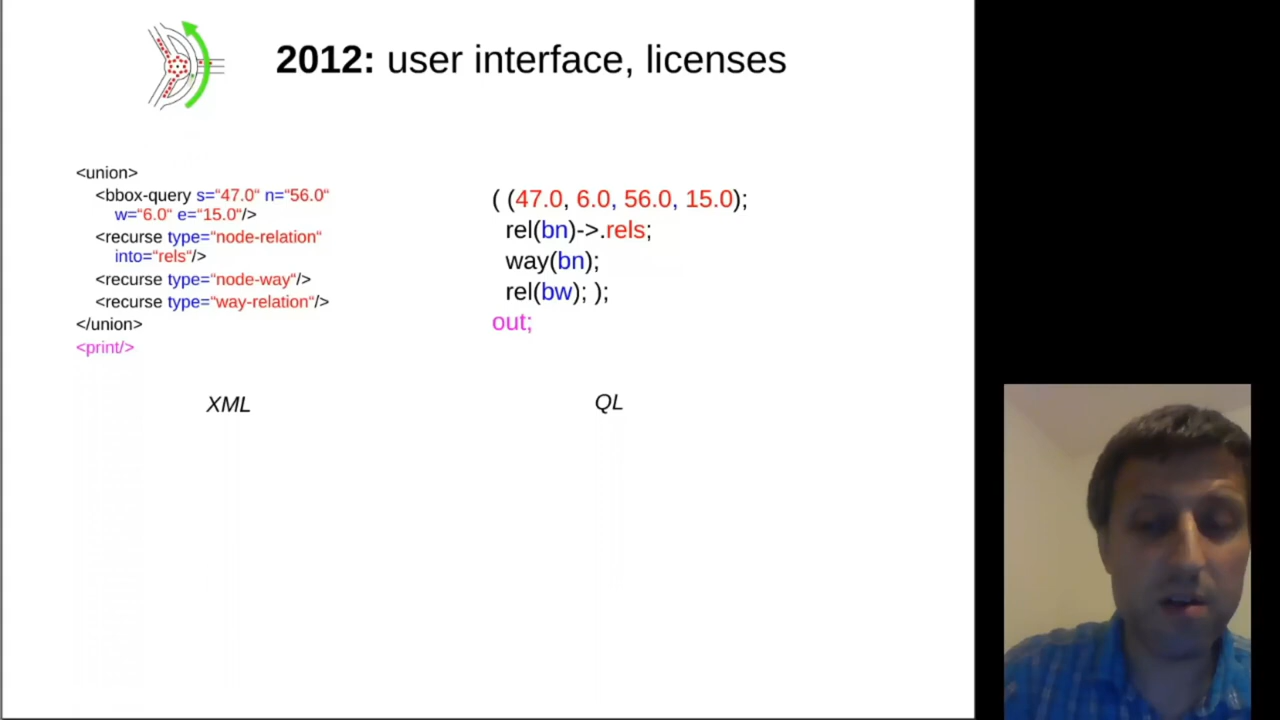 2012: user interface, licenses
<union>
<bbox-query s=“47.0“ n=“56.0“
w=“6.0“ e=“15.0”/>
<recurse type=“node-relation“
into=“rels”/>
<recurse type=“node-way“/>
<recurse type=“way-relation“/>
</union>
<print/>
XML
( (47.0, 6.0, 56.0, 15.0);
rel(bn)->.rels;
way(bn);
rel(bw); );
out;
QL